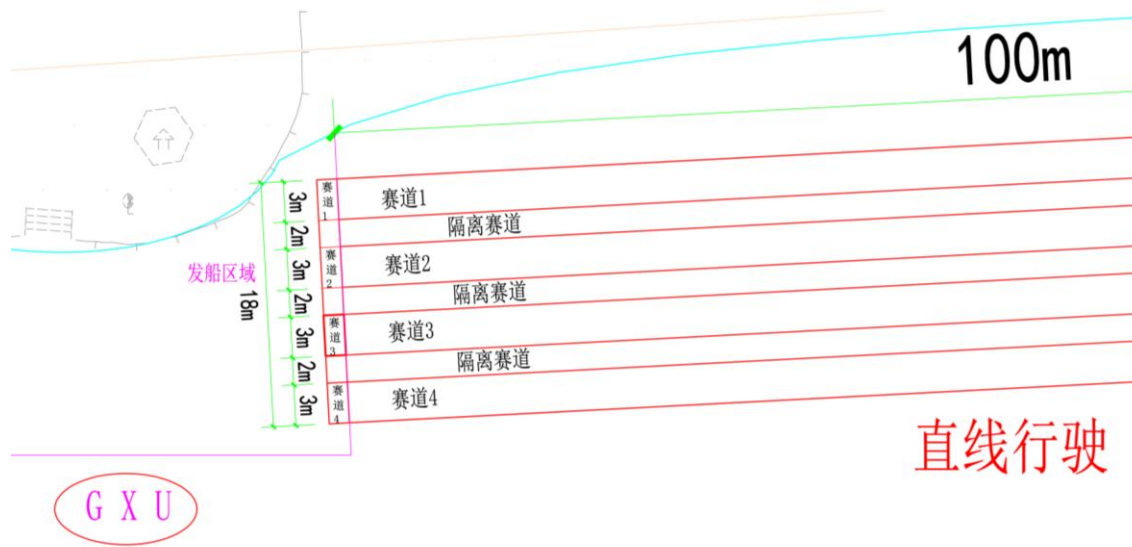 100m
赛道1
赛道1
3m
隔离赛道
2m
赛道2
赛道2
3m
发船区域
18m
隔离赛道
2m
赛道3
赛道3
3m
隔离赛道
2m
赛道4
赛道4
3m
直线行驶
G X U